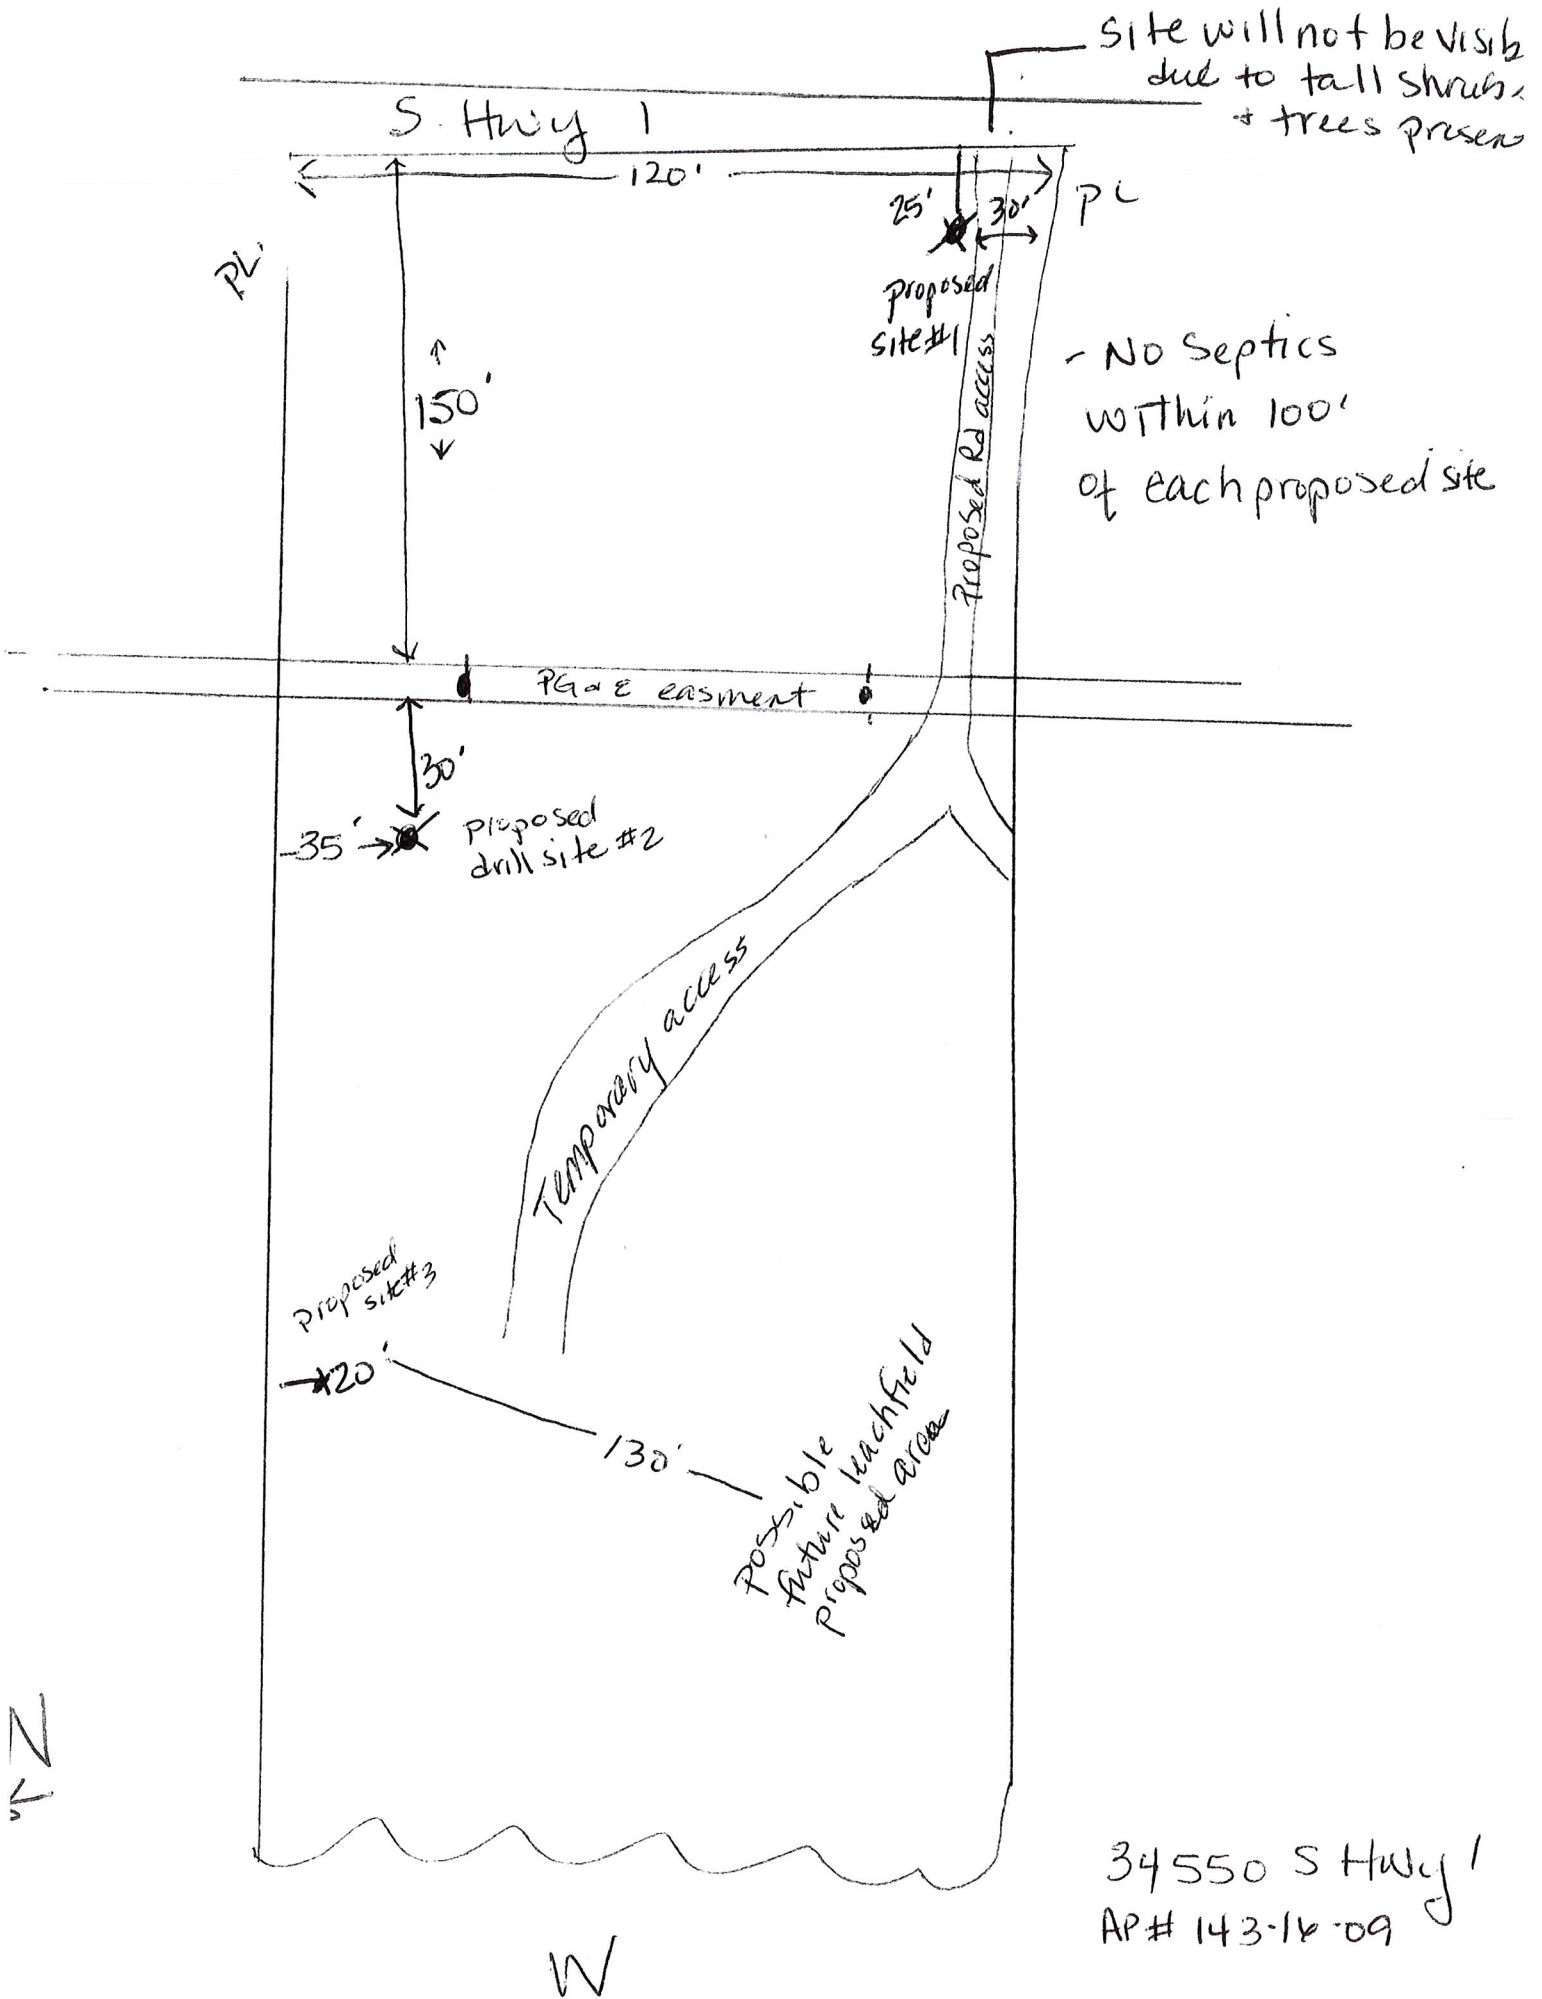 site will not be visib
due to tall shrubs
+ trees presen
S. Hwy 1
120'
PL
PL
25'
30'
proposed
site #1
Proposed Rd access
150'
- No septics
within 100'
of each proposed site
PG&E easment
30'
35'
proposed
drill site #2
Temporary access
proposed
site #3
20'
130'
possible
future leachfield
proposed area
N
W
34550 S Hwy 1
AP# 143-16-09